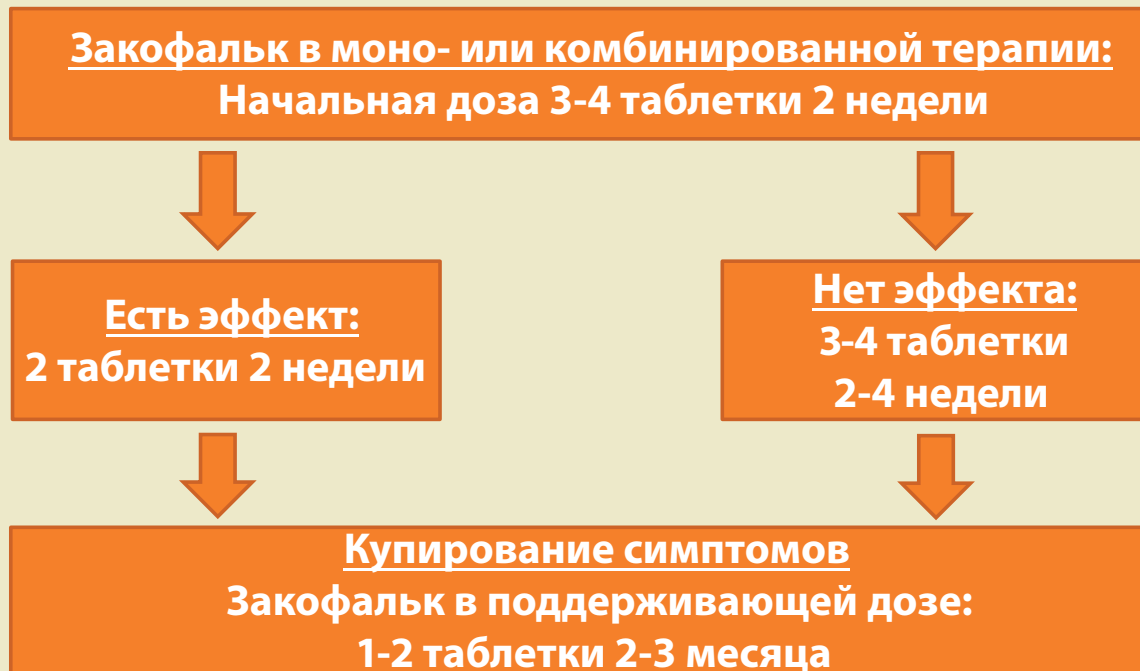 Закофальк в моно- или комбинированной терапии:
Начальная доза 3-4 таблетки 2 недели
Есть эффект:
2 таблетки 2 недели
Нет эффекта:
3-4 таблетки
2-4 недели
Купирование симптомов
Закофальк в поддерживающей дозе:
1-2 таблетки 2-3 месяца